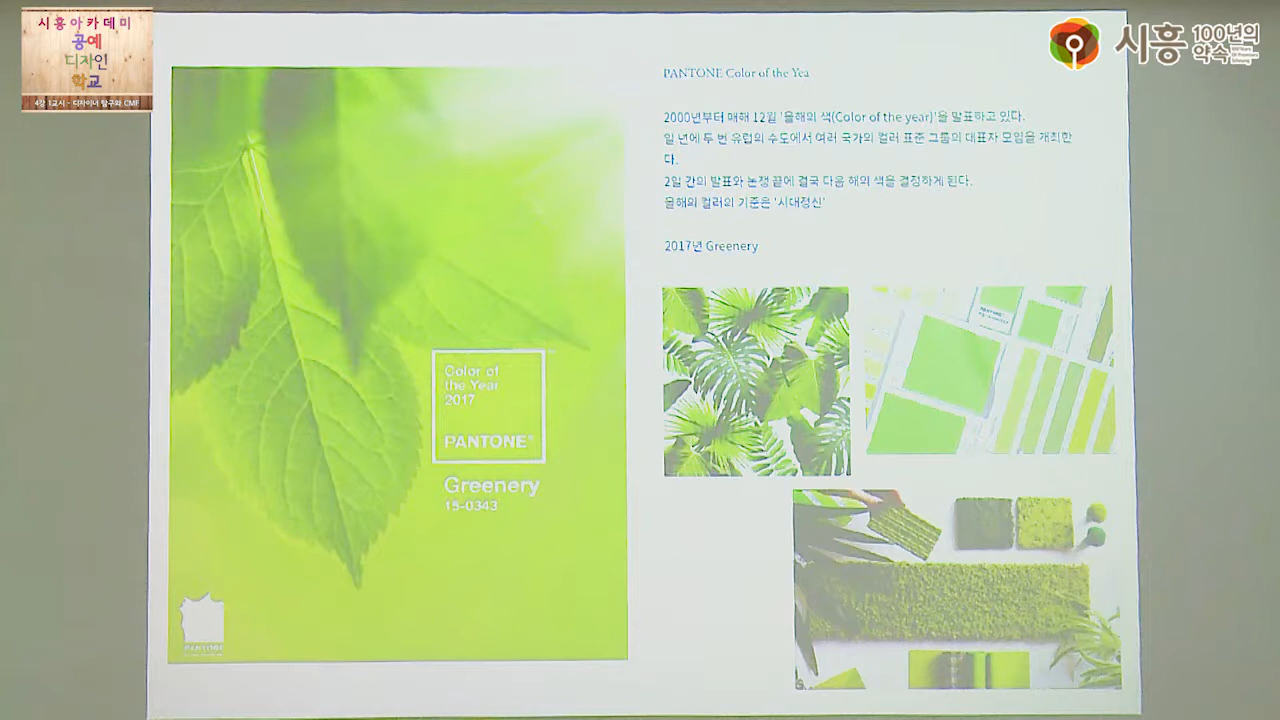 시흥아카데미
공예
디자인
학교
4강 1교시 - 디자이너 탐구와 CMF
시흥 100년의
약속
PANTONE Color of the Yea
2000년부터 매해 12월 '올해의 색(Color of the year)'을 발표하고 있다.
일 년에 두 번 유럽의 수도에서 여러 국가의 컬러 표준 그룹의 대표자 모임을 개최한
다.
2일 간의 발표와 논쟁 끝에 결국 다음 해의 색을 결정하게 된다.
올해의 컬러의 기준은 '시대정신'
2017년 Greenery
Color of
the Year
2017
PANTONE®
Greenery
15-0343
PANTONE
PANTONE